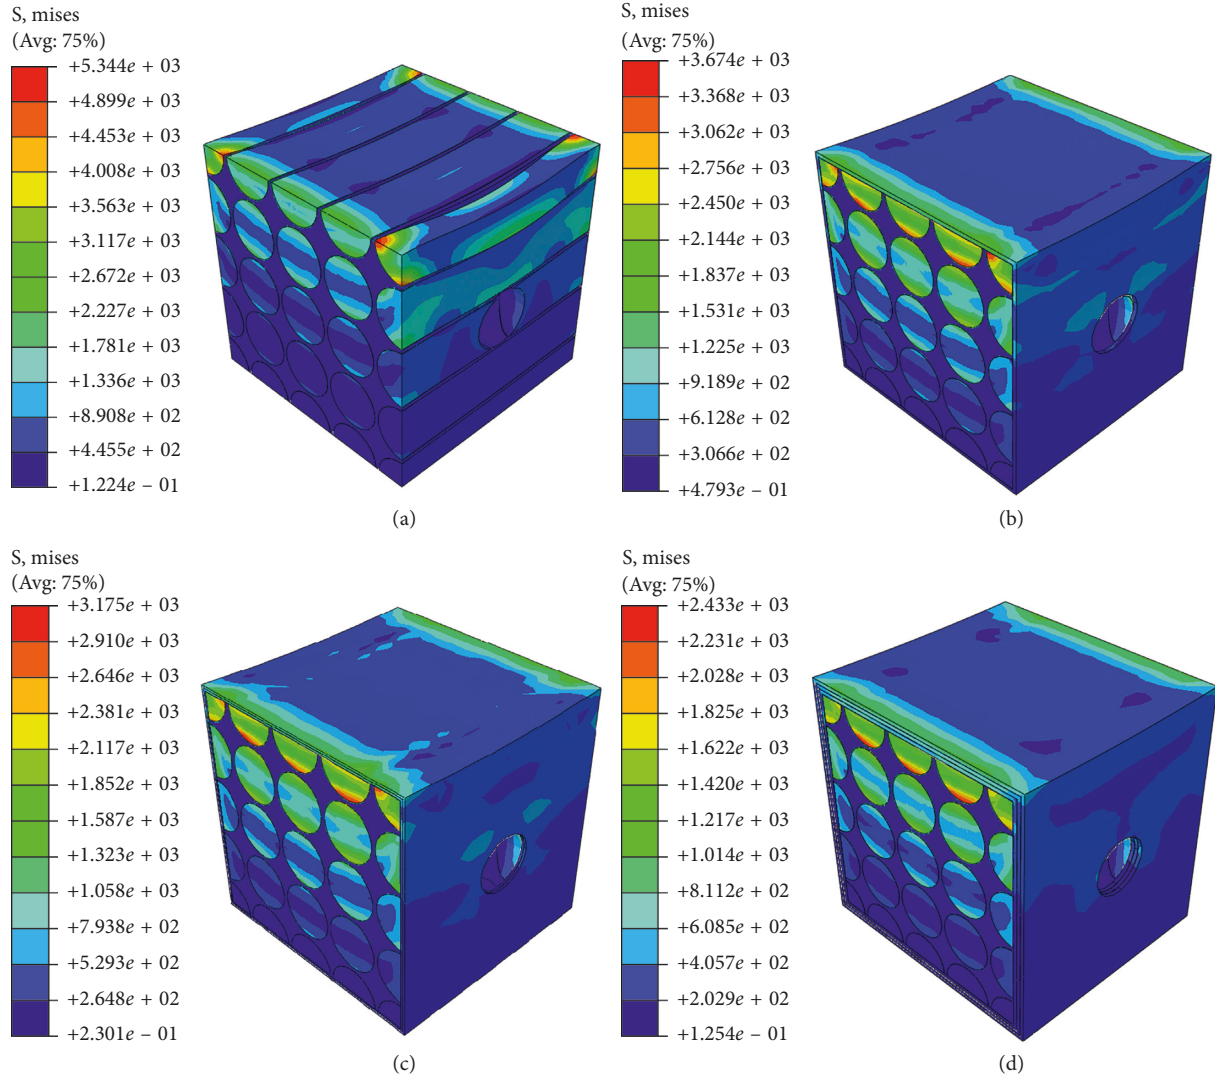 S, mises
(Avg: 75%)
+5.344e + 03
+4.899e + 03
+4.453e + 03
+4.008e + 03
+3.563e + 03
+3.117e + 03
+2.672e + 03
+2.227e + 03
+1.781e + 03
+1.336e + 03
+8.908e + 02
+4.455e + 02
+1.224e – 01
(a)
S, mises
(Avg: 75%)
+3.674e + 03
+3.368e + 03
+3.062e + 03
+2.756e + 03
+2.450e + 03
+2.144e + 03
+1.837e + 03
+1.531e + 03
+1.225e + 03
+9.189e + 02
+6.128e + 02
+3.066e + 02
+4.793e – 01
(b)
S, mises
(Avg: 75%)
+3.175e + 03
+2.910e + 03
+2.646e + 03
+2.381e + 03
+2.117e + 03
+1.852e + 03
+1.587e + 03
+1.323e + 03
+1.058e + 03
+7.938e + 02
+5.293e + 02
+2.648e + 02
+2.301e – 01
(c)
S, mises
(Avg: 75%)
+2.433e + 03
+2.231e + 03
+2.028e + 03
+1.825e + 03
+1.622e + 03
+1.420e + 03
+1.217e + 03
+1.014e + 03
+8.112e + 02
+6.085e + 02
+4.057e + 02
+2.029e + 02
+1.254e – 01
(d)